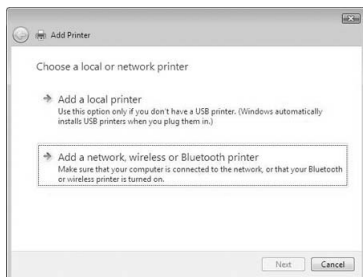 Add Printer
Choose a local or network printer
Add a local printer
Use this option only if you don't have a USB printer. (Windows automatically
installs USB printers when you plug them in.)
Add a network, wireless or Bluetooth printer
Make sure that your computer is connected to the network, or that your Bluetooth
or wireless printer is turned on.
Next
Cancel